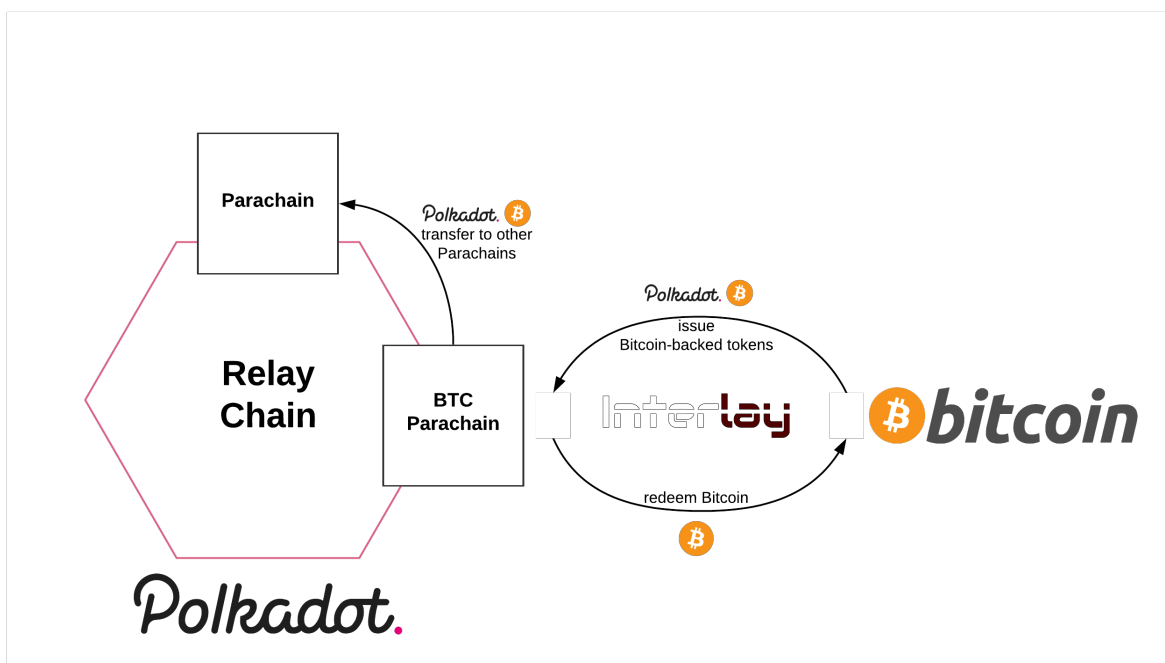 Parachain
Polkadot.
transfer to other
Parachains
Polkadot.
issue
Bitcoin-backed tokens
Relay
Chain
BTC
Parachain
Interlay
bitcoin
redeem Bitcoin
Polkadot.